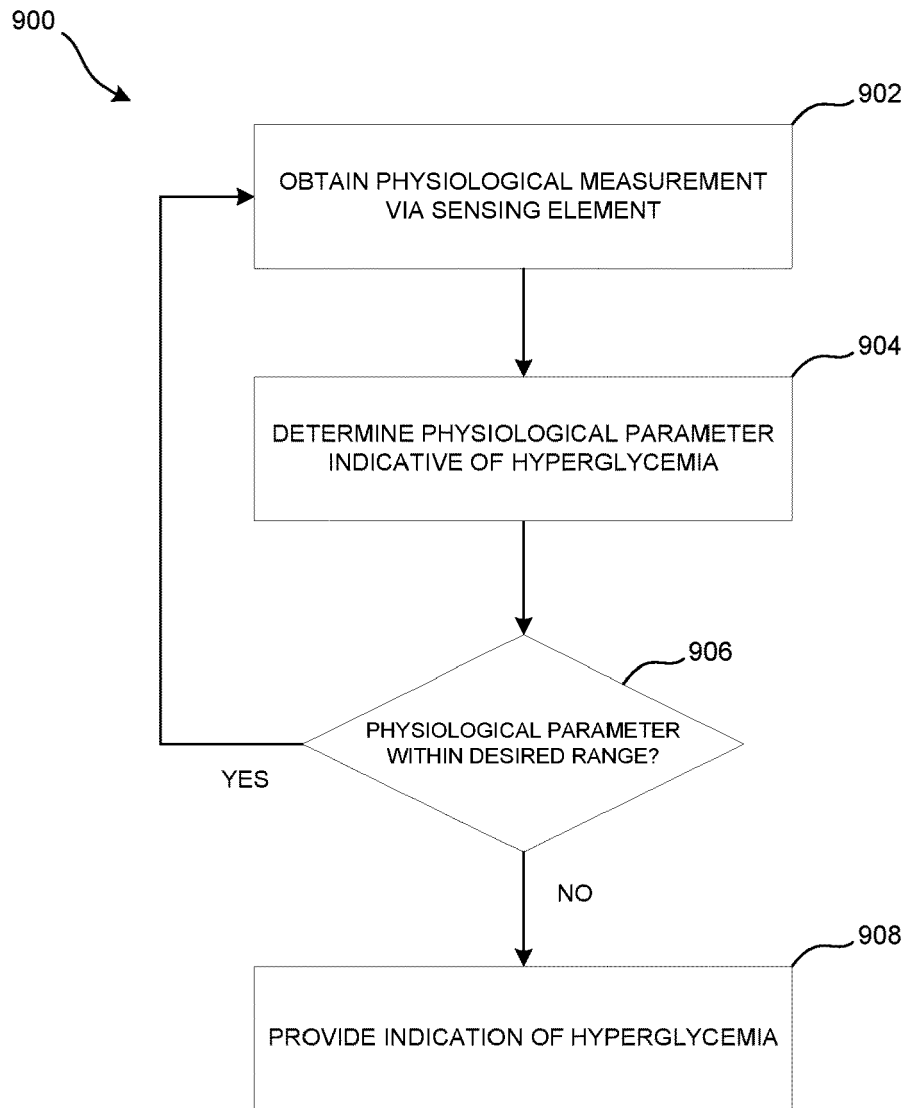 900
902
OBTAIN PHYSIOLOGICAL MEASUREMENT
VIA SENSING ELEMENT
904
DETERMINE PHYSIOLOGICAL PARAMETER
INDICATIVE OF HYPERGLYCEMIA
906
PHYSIOLOGICAL PARAMETER
WITHIN DESIRED RANGE?
YES
NO
908
PROVIDE INDICATION OF HYPERGLYCEMIA